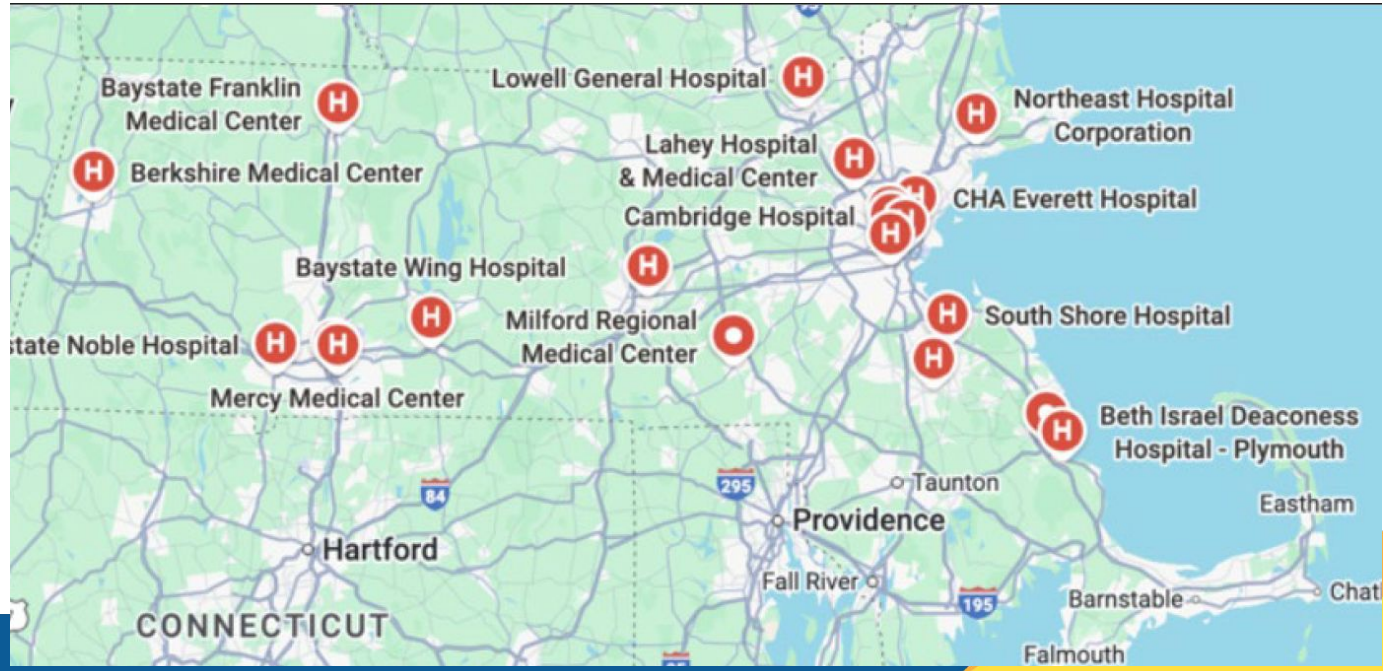 Baystate Franklin
Medical Center
H
Lowell General Hospital
H
H
Northeast Hospital
Corporation
H
Berkshire Medical Center
Lahey Hospital
& Medical Center
H
H
CHA Everett Hospital
Cambridge Hospital
H
H
Baystate Wing Hospital
H
H
Milford Regional
Medical Center
H
South Shore Hospital
state Noble Hospital
H
H
H
Mercy Medical Center
H
Beth Israel Deaconess
Hospital - Plymouth
84
295
Taunton
Eastham
Providence
Hartford
Fall River
195
Barnstable
CONNECTICUT
Falmouth